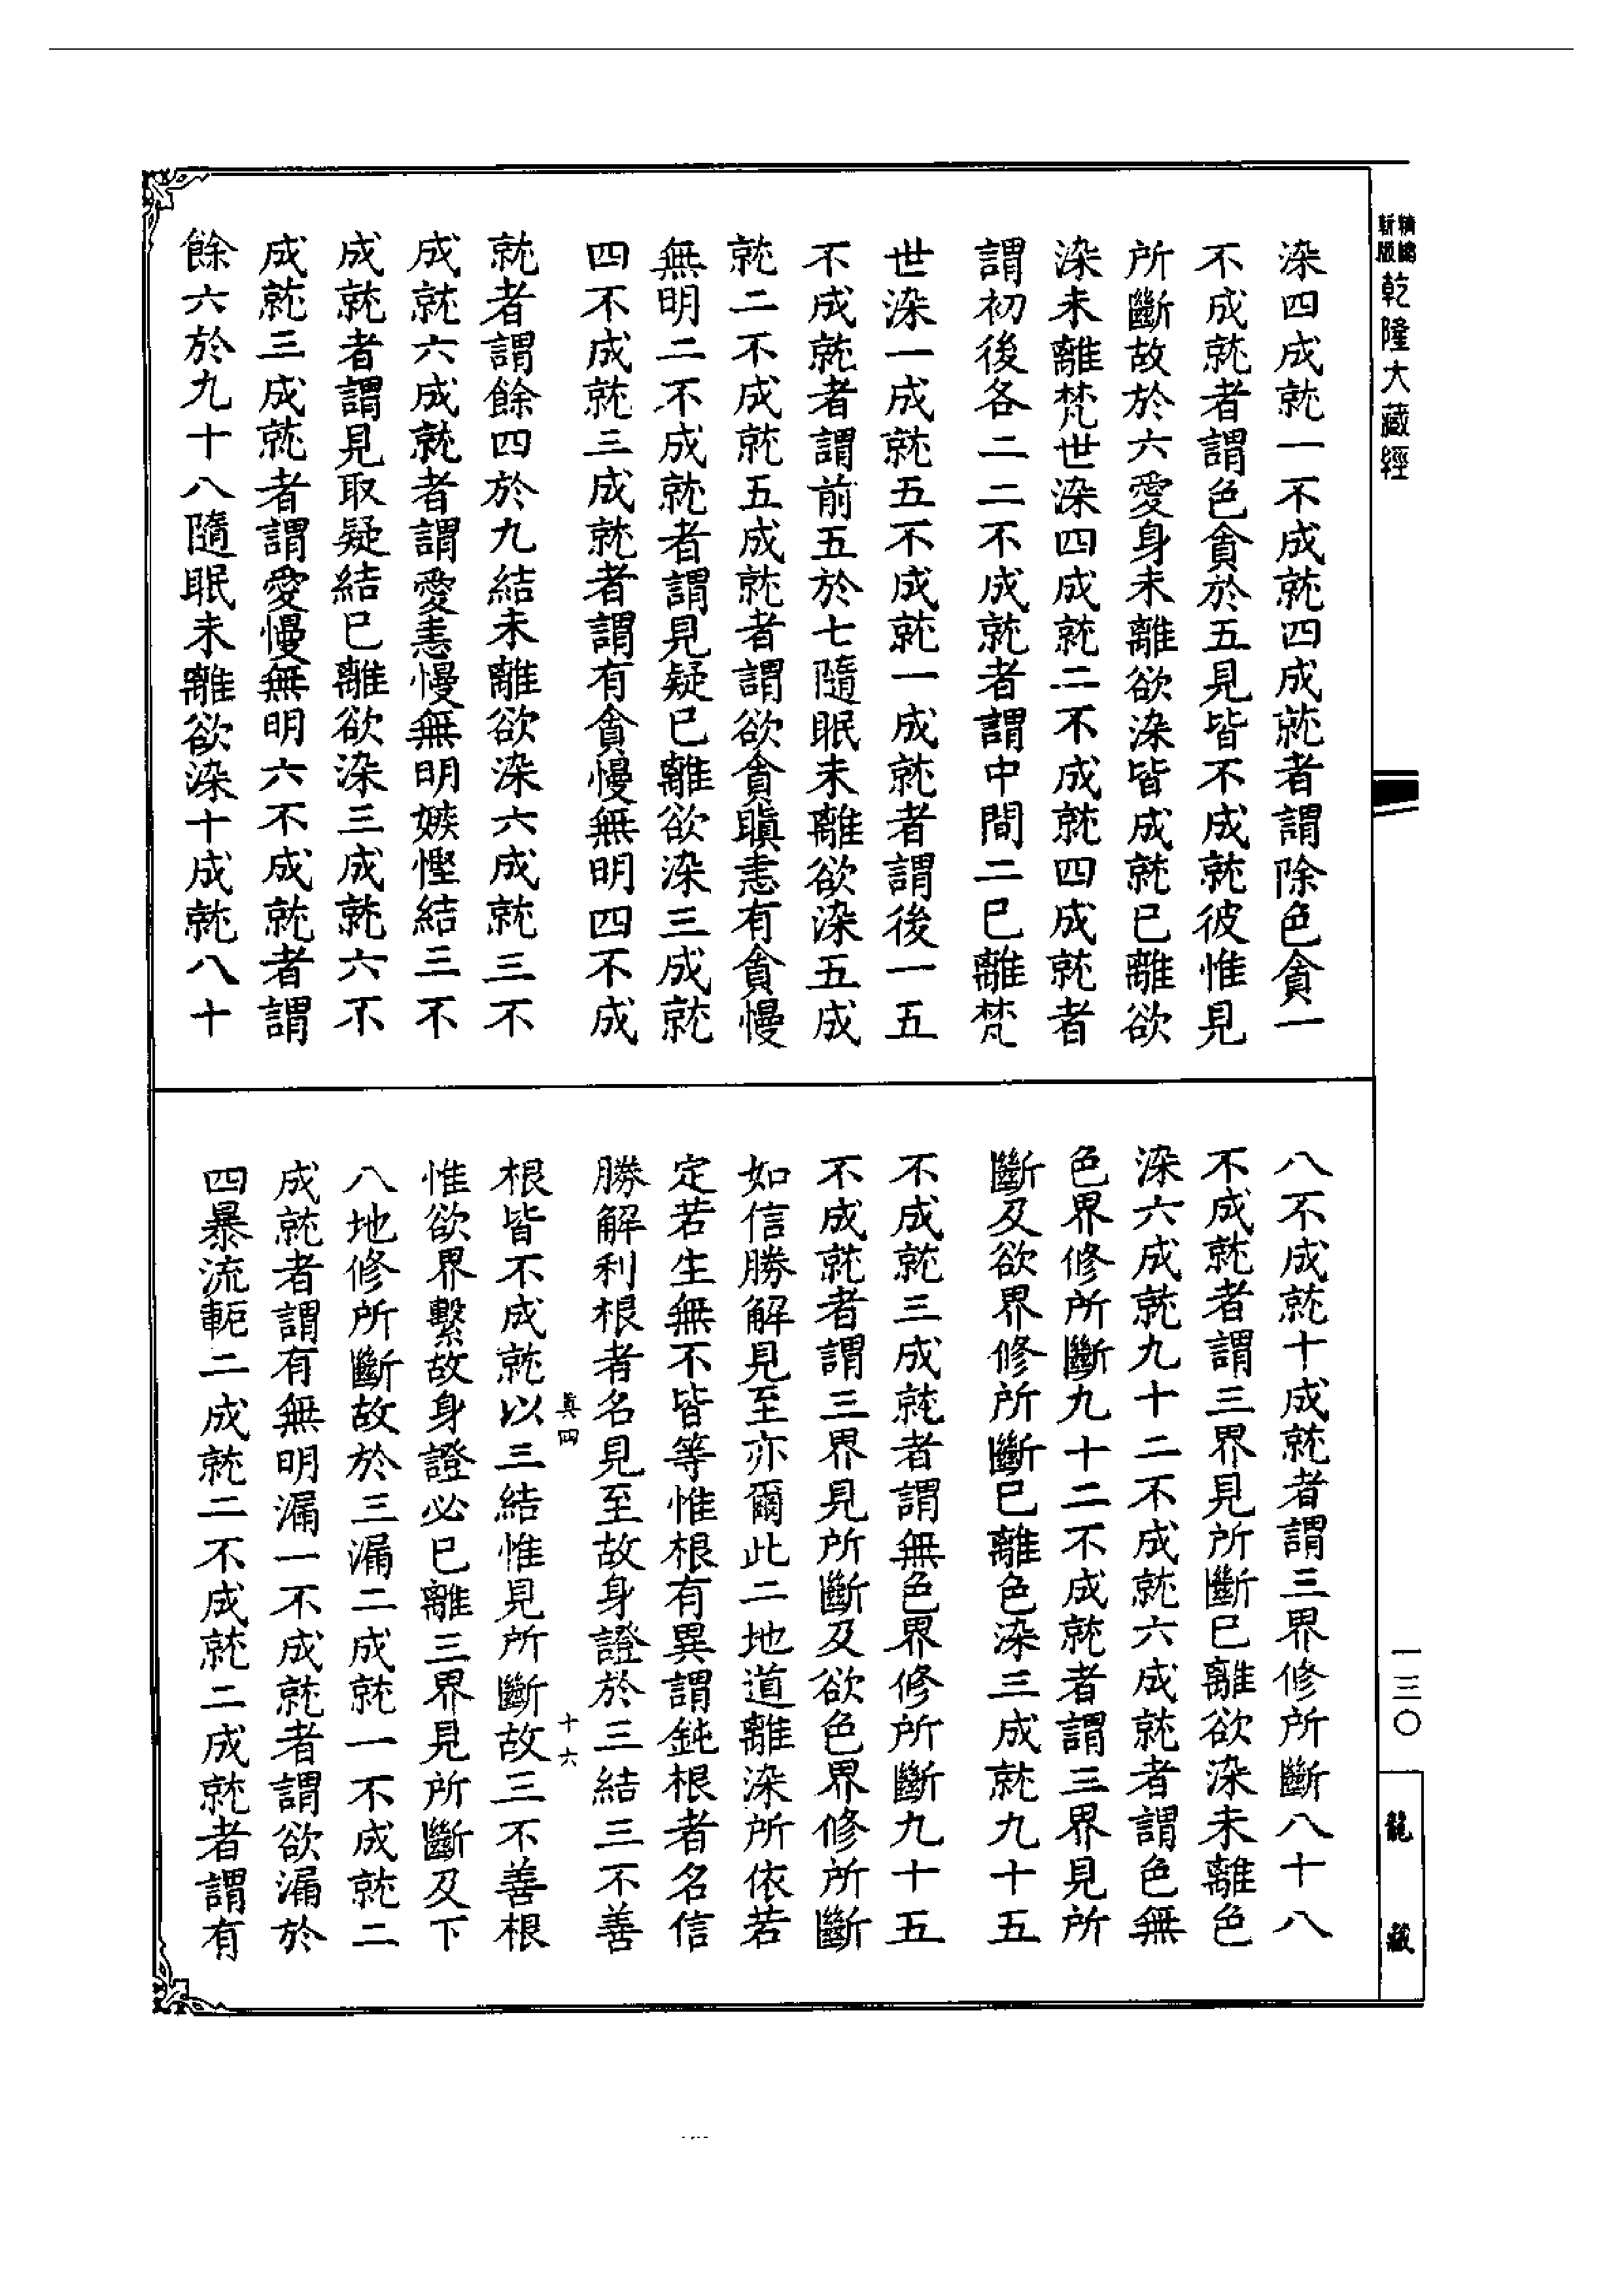 精編新版
乾隆大藏經
染四成就一不成就四成就者謂除色貪一
不成就者謂色貪於五見皆不成就彼惟見
所斷故於六愛身未離欲染皆成就已離欲
染未離梵世染四成就二不成就四成就者
謂初後各二二不成就者謂中間二已離梵
世染一成就五不成就一成就者謂後一五
不成就者謂前五於七隨眠未離欲染五成
就二不成就五成就者謂欲貪瞋恚有貪慢
無明二不成就者謂見疑已離欲染三成就
四不成就三成就者謂有貪慢無明四不成
就者謂餘四於九結未離欲染六成就三不
成就六成就者謂愛恚慢無明嫉慳結三不
成就者謂見取疑結已離欲染三成就六不
成就三成就者謂愛慢無明六不成就者謂
餘六於九十八隨眠未離欲染十成就八十
八不成就十成就者謂三界修所斷八十八
不成就者謂三界見所斷已離欲染未離色
染六成就九十二不成就六成就者謂色無
色界修所斷九十二不成就者謂三界見所
斷及欲界修所斷已離色染三成就九十五
不成就三成就者謂無色界修所斷九十五
不成就者謂三界見所斷及欲色界修所斷
如信勝解見至亦爾此二地道離染所依若
定若生無不皆等惟根有異謂鈍根者名信
勝解利根者名見至故身證於三結三不善
真四　十六
根皆不成就以三結惟見所斷故三不善根
惟欲界繫故身證必已離三界見所斷及下
八地修所斷故於三漏二成就一不成就二
成就者謂有無明漏一不成就者謂欲漏於
四暴流軛二成就二不成就二成就者謂有
一三〇
龍藏